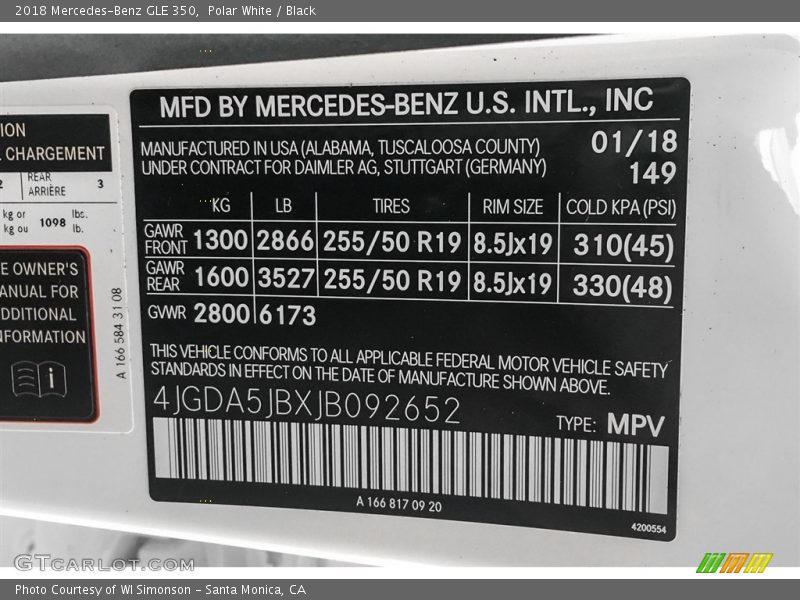 2018 Mercedes-Benz GLE 350,  Polar White / Black
ION
CHARGEMENT
2 REAR ARRIÈRE 3
kg or kg ou 1098 lbs. lb.
E OWNER'S
ANUAL FOR
DDITIONAL
NFORMATION
A 166 584 31 08
MFD BY MERCEDES-BENZ U.S. INTL., INC
MANUFACTURED IN USA (ALABAMA, TUSCALOOSA COUNTY) 01/18
UNDER CONTRACT FOR DAIMLER AG, STUTTGART (GERMANY) 149
KG LB TIRES RIM SIZE COLD KPA (PSI)
GAWR FRONT 1300 2866 255/50 R19 8.5Jx19 310(45)
GAWR REAR 1600 3527 255/50 R19 8.5Jx19 330(48)
GVWR 2800 6173
THIS VEHICLE CONFORMS TO ALL APPLICABLE FEDERAL MOTOR VEHICLE SAFETY
STANDARDS IN EFFECT ON THE DATE OF MANUFACTURE SHOWN ABOVE.
4JGDA5JBXJB092652
TYPE: MPV
A 166 817 09 20
4200554
GTCARLOT.COM
Photo Courtesy of WI Simonson - Santa Monica, CA